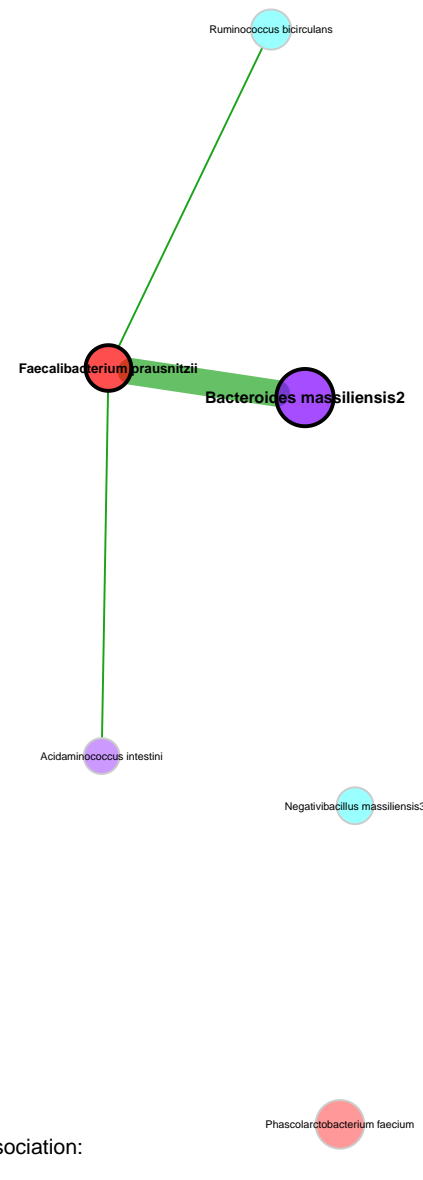 Ruminococcus bicirculans
Faecalibacterium prausnitzii
Bacteroides massiliensis2
Acidaminococcus intestini
Negativibacillus massiliensis3
Phascolarctobacterium faecium
sociation: